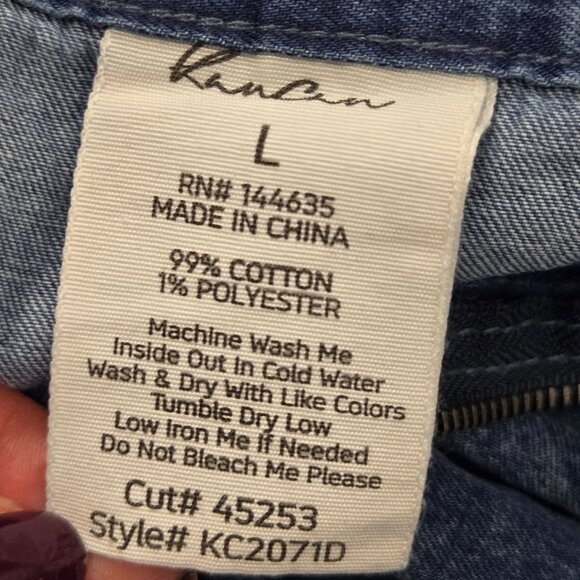 KanCan
L
RN# 144635
MADE IN CHINA
99% COTTON
1% POLYESTER
Machine Wash Me
Inside Out In Cold Water
Wash & Dry With Like Colors
Tumble Dry Low
Low Iron Me If Needed
Do Not Bleach Me Please
Cut# 45253
Style# KC2071D